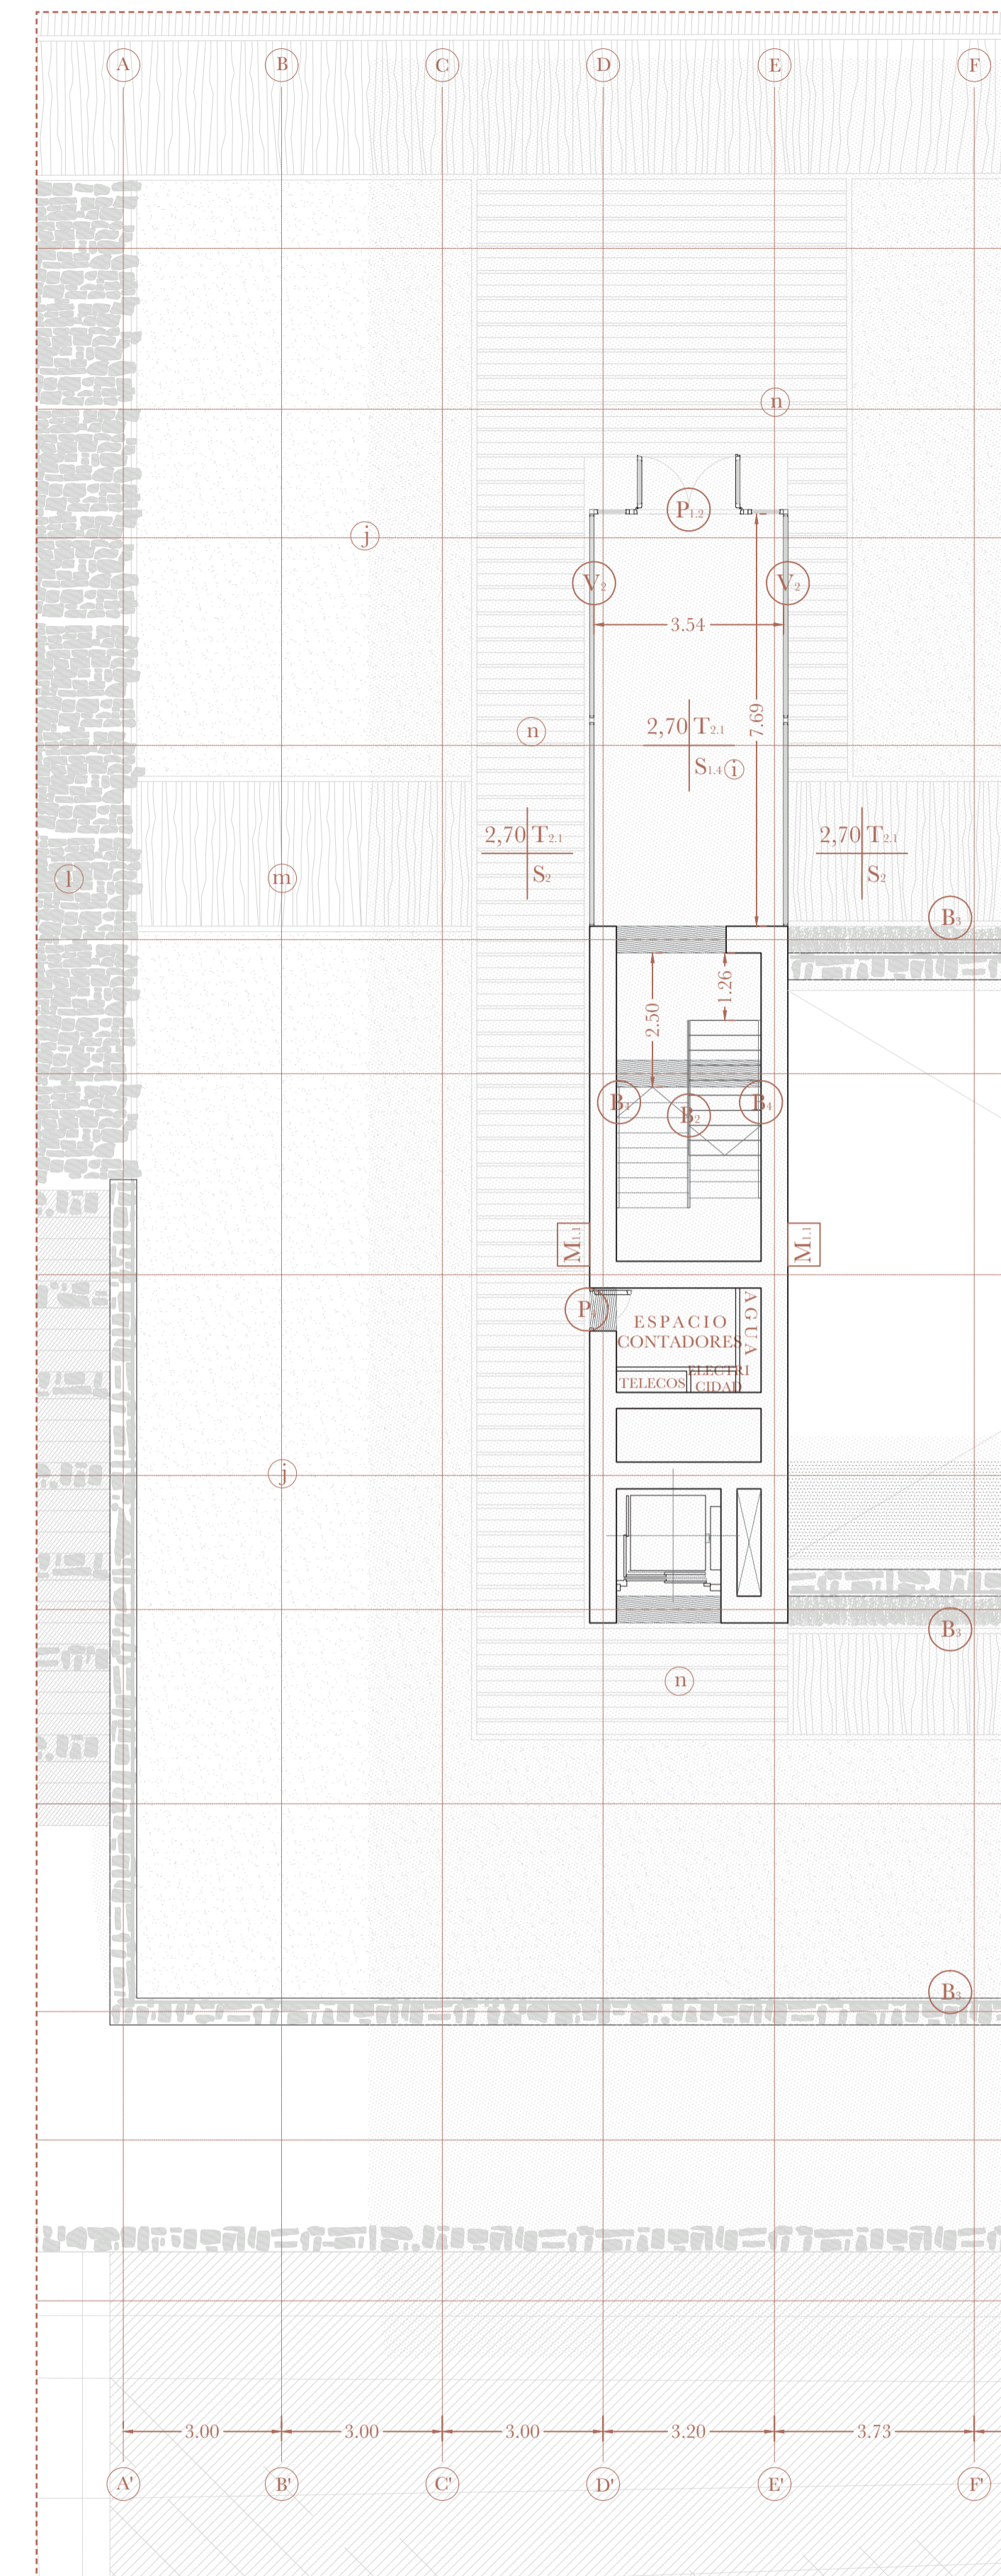 A B C D E F
n
P1.2
j
V2 V2
3.54
7.69
2,70 T2.1
S1.4 i
n
2,70 T2.1
S2
2,70 T2.1
S2
l
m
B3
1.26
2.50
B4 B2 B4
M1.1 M1.1
P
ESPACIO
CONTADORES
AGUA
TELECOS
ELECTRI
CIDAD
j
B3
n
B3
3.00 3.00 3.00 3.20 3.73
A' B' C' D' E' F'